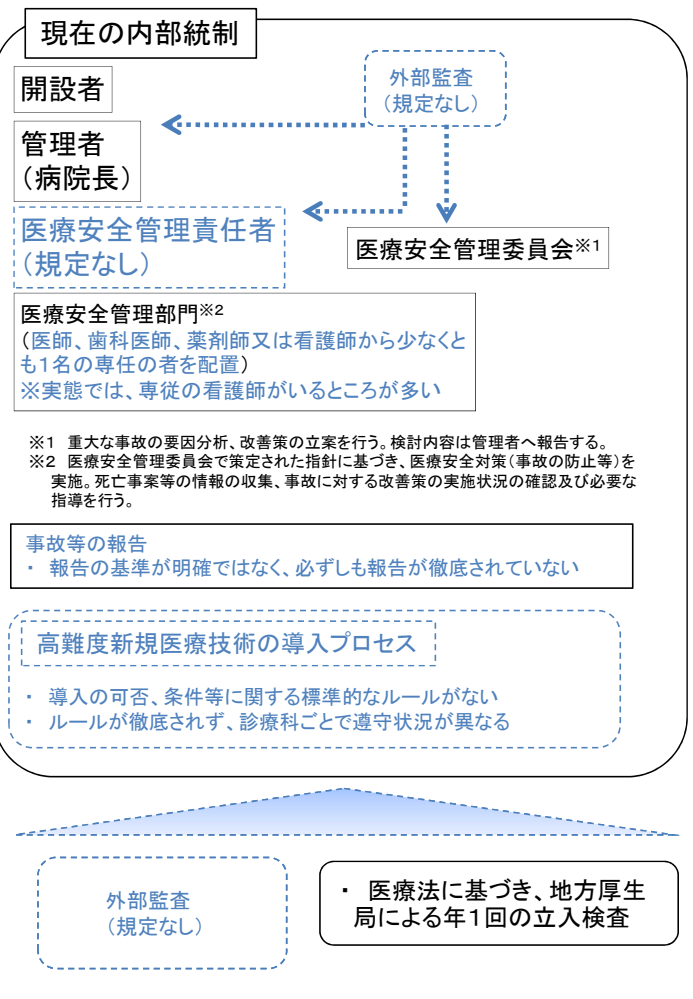 現在の内部統制
開設者
外部監査
（規定なし）
管理者
（病院長）
医療安全管理責任者
（規定なし）
医療安全管理委員会※1
医療安全管理部門※2
（医師、歯科医師、薬剤師又は看護師から少なくと
も1名の専任の者を配置）
※実態では、専従の看護師がいるところが多い
※1　重大な事故の要因分析、改善策の立案を行う。検討内容は管理者へ報告する。
※2　医療安全管理委員会で策定された指針に基づき、医療安全対策（事故の防止等）を
実施。死亡事案等の情報の収集、事故に対する改善策の実施状況の確認及び必要な
指導を行う。
事故等の報告
・ 報告の基準が明確ではなく、必ずしも報告が徹底されていない
高難度新規医療技術の導入プロセス
・ 導入の可否、条件等に関する標準的なルールがない
・ ルールが徹底されず、診療科ごとで遵守状況が異なる
外部監査
（規定なし）
・ 医療法に基づき、地方厚生
局による年1回の立入検査